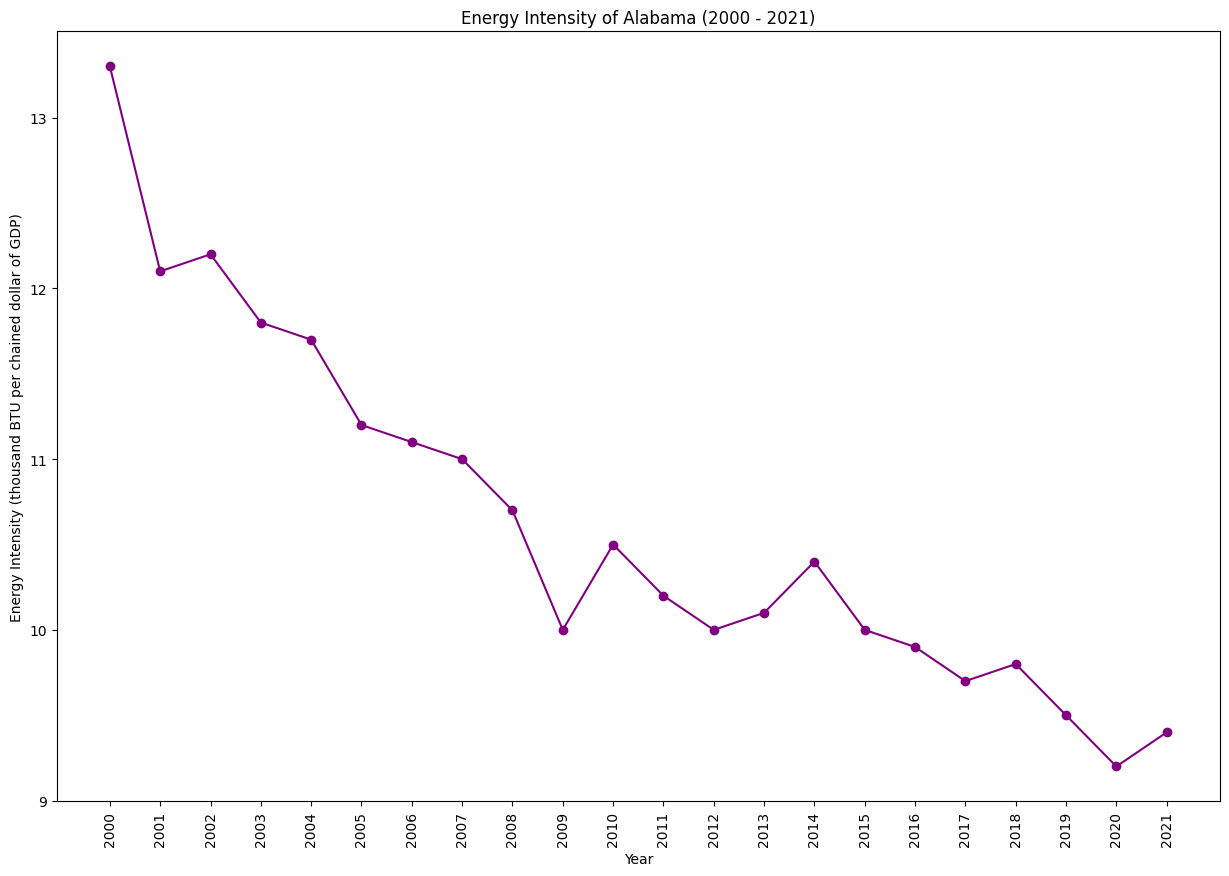 Energy Intensity of Alabama (2000 - 2021)
Energy Intensity (thousand BTU per chained dollar of GDP)
13
12
11
10
9
2000 2001 2002 2003 2004 2005 2006 2007 2008 2009 2010 2011 2012 2013 2014 2015 2016 2017 2018 2019 2020 2021
Year